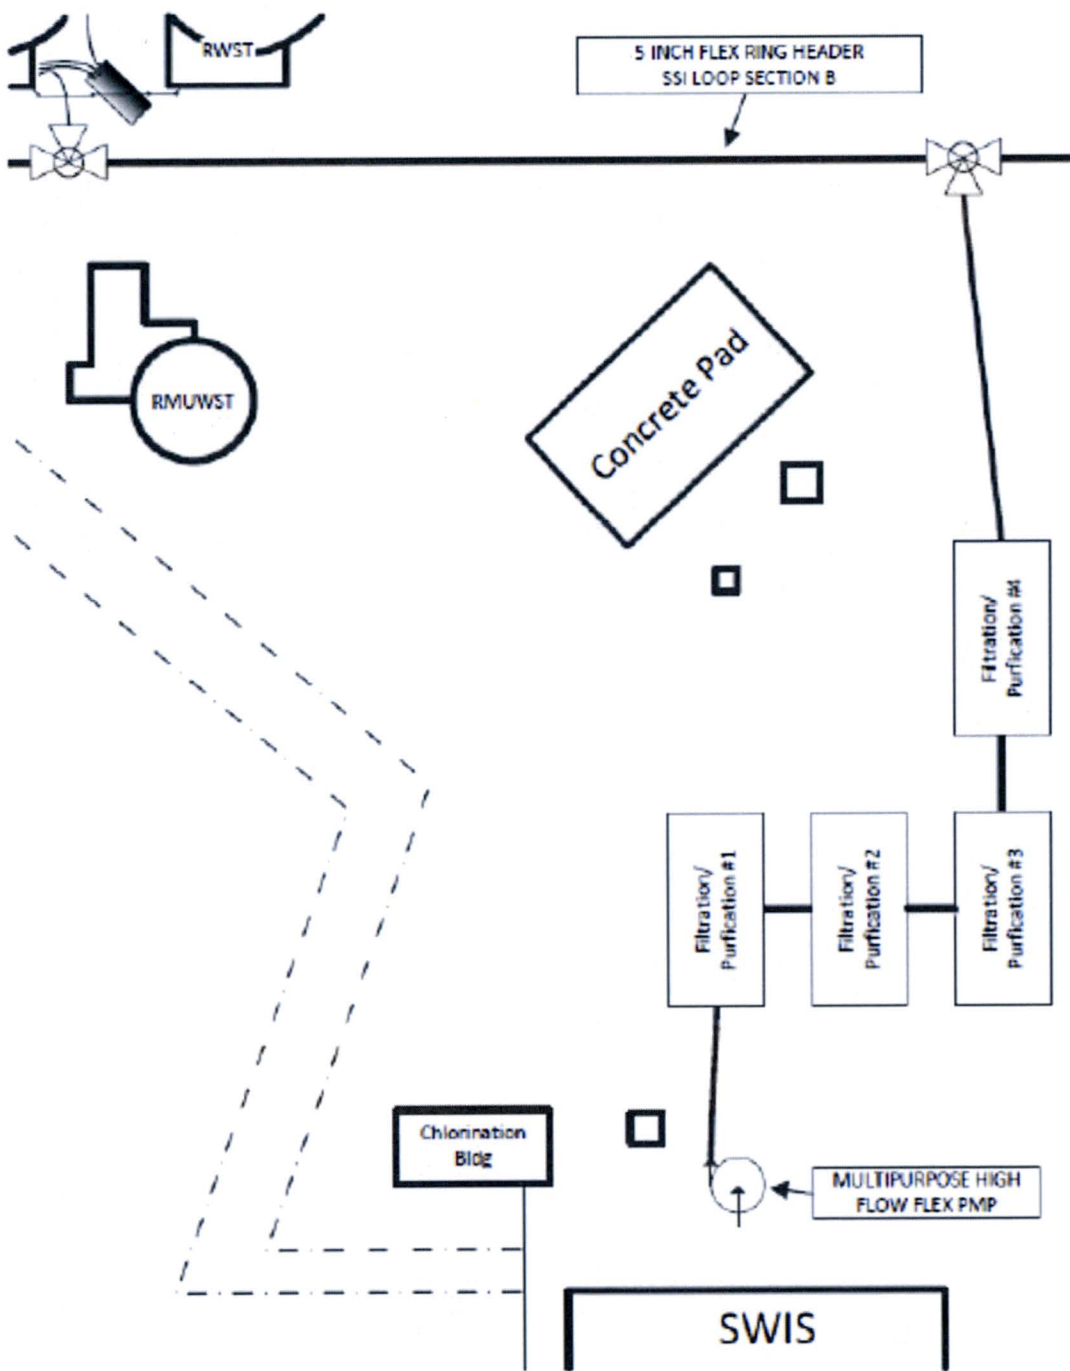 RWST
5 INCH FLEX RING HEADER
SSI LOOP SECTION B
RMUWST
Concrete Pad
Filtration/
Purfication #4
Filtration/
Purfication #1
Filtration/
Purfication #2
Filtration/
Purfication #3
Chlorination
Bldg
MULTIPURPOSE HIGH
FLOW FLEX PMP
SWIS